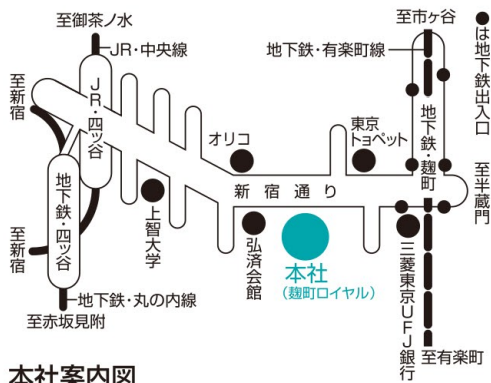 至御茶ノ水
JR・中央線
至新宿
JR・四ツ谷
地下鉄・四ツ谷
至新宿
地下鉄・丸の内線
至赤坂見附
上智大学
オリコ
新宿通り
弘済会館
本社
(麹町ロイヤル)
東京
トヨペット
地下鉄・有楽町線
至市ヶ谷
●は地下鉄出入口
地下鉄・麹町
至半蔵門
三菱東京UFJ銀行
至有楽町
本社案内図